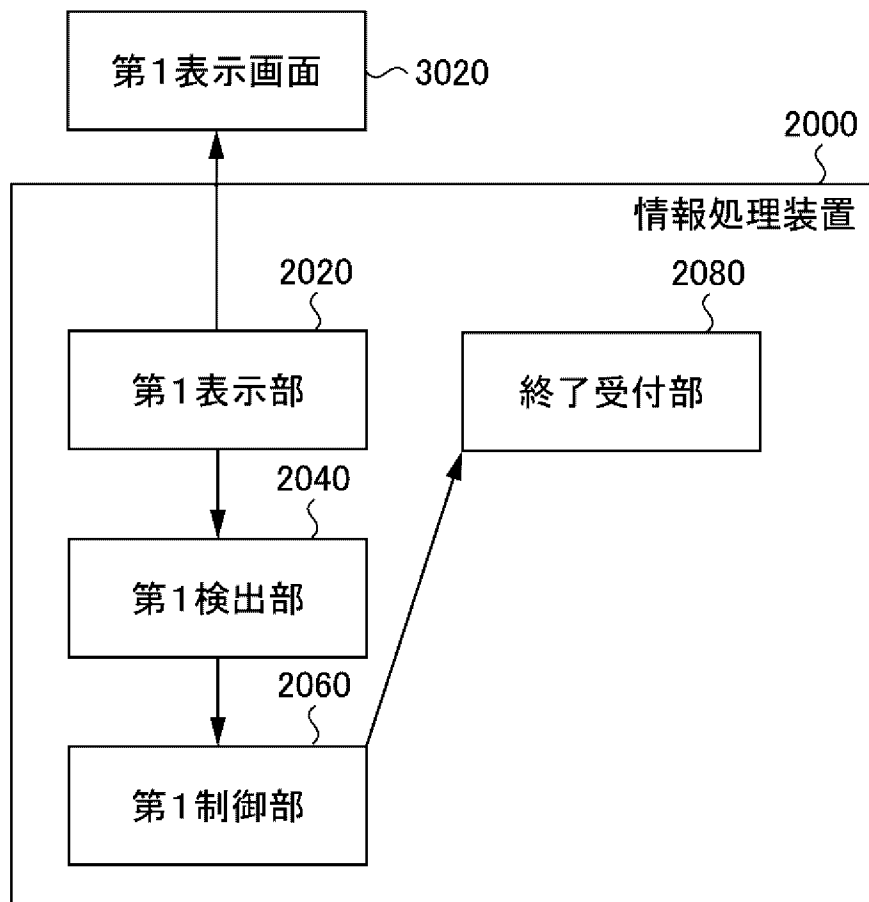 第1表示画面
3020
2000
情報処理装置
2020
第1表示部
2080
終了受付部
2040
第1検出部
2060
第1制御部